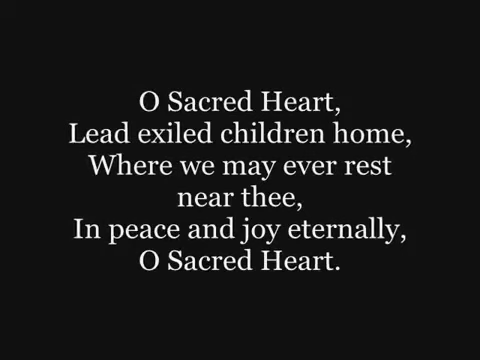 O Sacred Heart,
Lead exiled children home,
Where we may ever rest
near thee,
In peace and joy eternally,
O Sacred Heart.